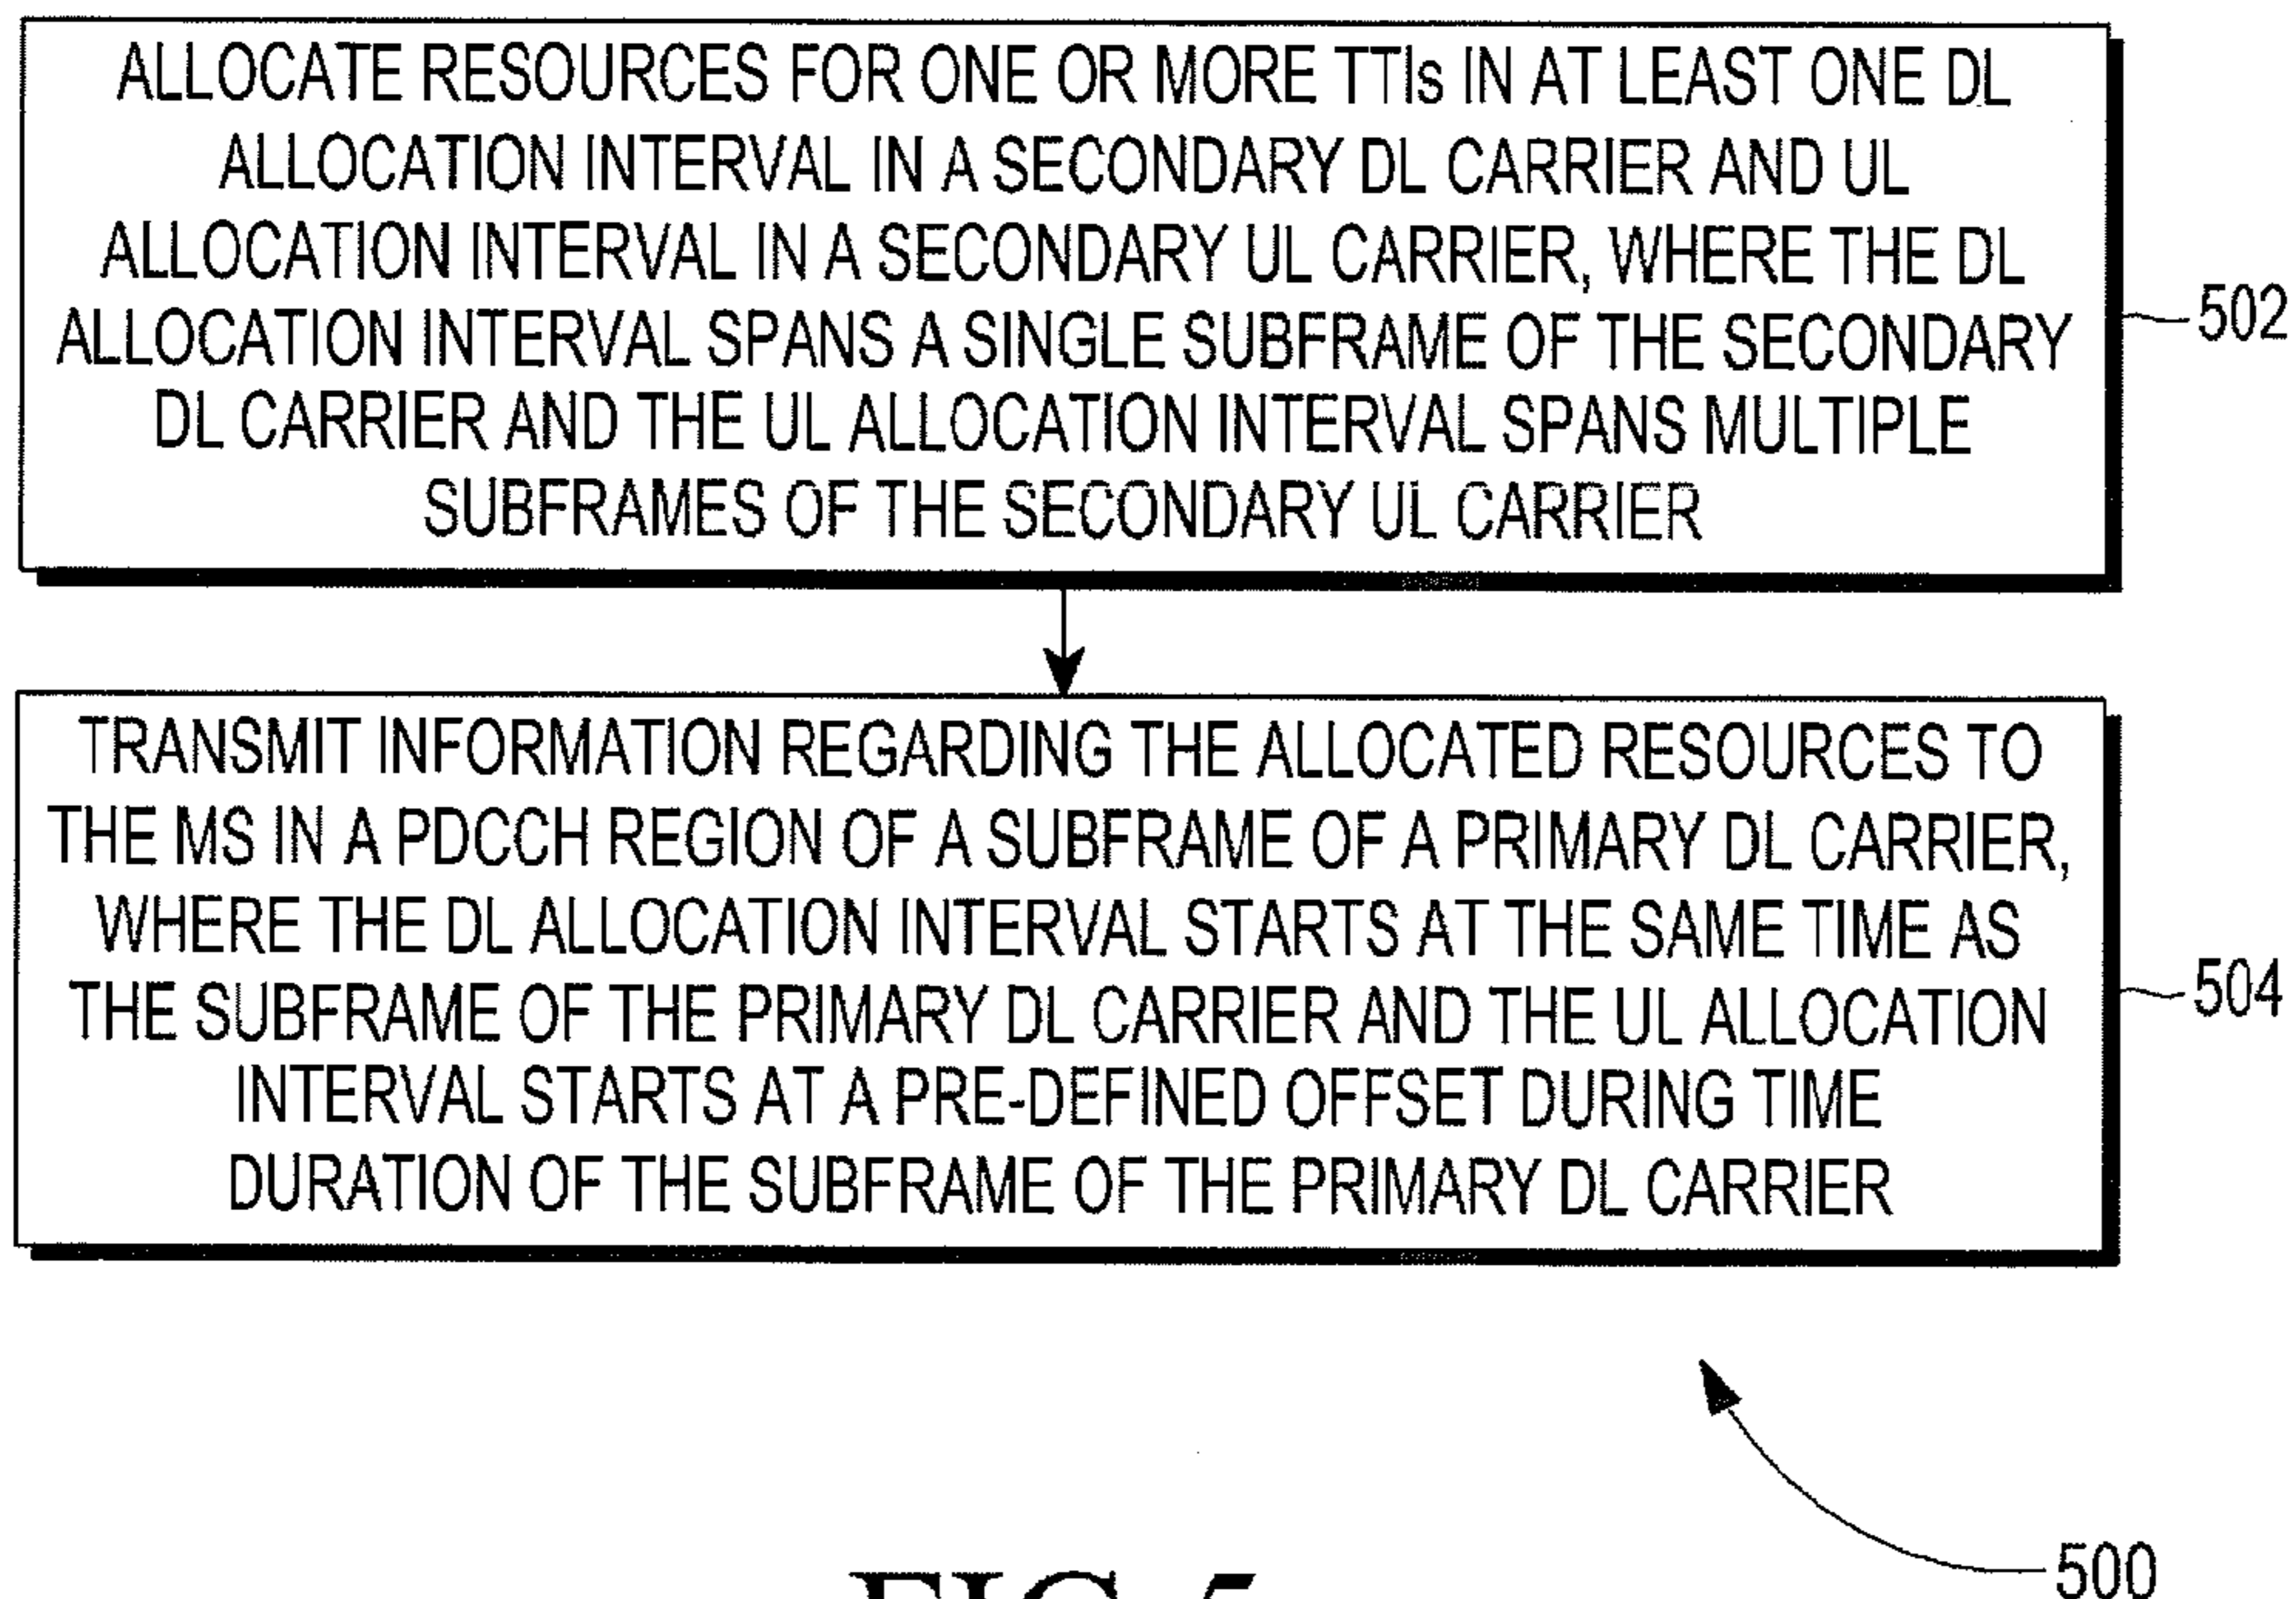 ALLOCATE RESOURCES FOR ONE OR MORE TTIs IN AT LEAST ONE DL
ALLOCATION INTERVAL IN A SECONDARY DL CARRIER AND UL
ALLOCATION INTERVAL IN A SECONDARY UL CARRIER, WHERE THE DL
ALLOCATION INTERVAL SPANS A SINGLE SUBFRAME OF THE SECONDARY
DL CARRIER AND THE UL ALLOCATION INTERVAL SPANS MULTIPLE
SUBFRAMES OF THE SECONDARY UL CARRIER
502
TRANSMIT INFORMATION REGARDING THE ALLOCATED RESOURCES TO
THE MS IN A PDCCH REGION OF A SUBFRAME OF A PRIMARY DL CARRIER,
WHERE THE DL ALLOCATION INTERVAL STARTS AT THE SAME TIME AS
THE SUBFRAME OF THE PRIMARY DL CARRIER AND THE UL ALLOCATION
INTERVAL STARTS AT A PRE-DEFINED OFFSET DURING TIME
DURATION OF THE SUBFRAME OF THE PRIMARY DL CARRIER
504
500